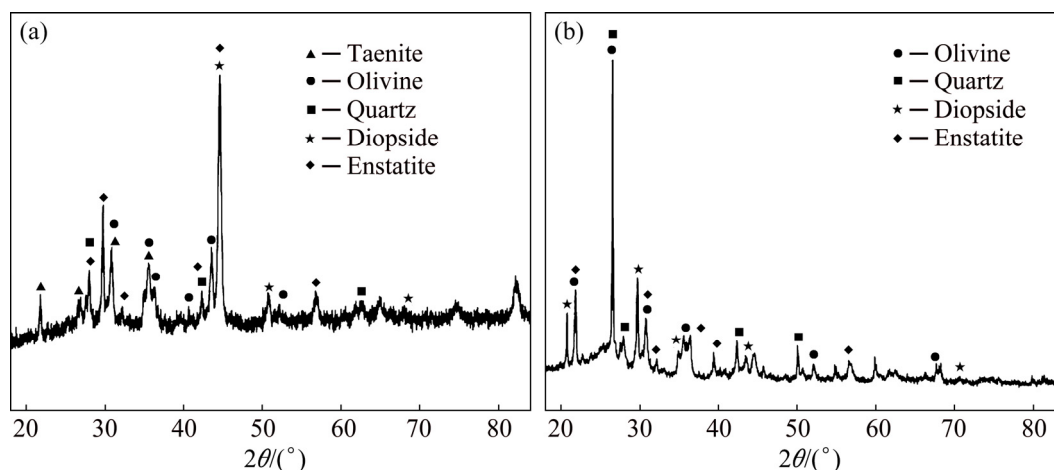 (a)
▲ — Taenite
● — Olivine
■ — Quartz
★ — Diopside
◆ — Enstatite
20 30 40 50 60 70 80
2θ/(°)
(b)
● — Olivine
■ — Quartz
★ — Diopside
◆ — Enstatite
20 30 40 50 60 70 80
2θ/(°)